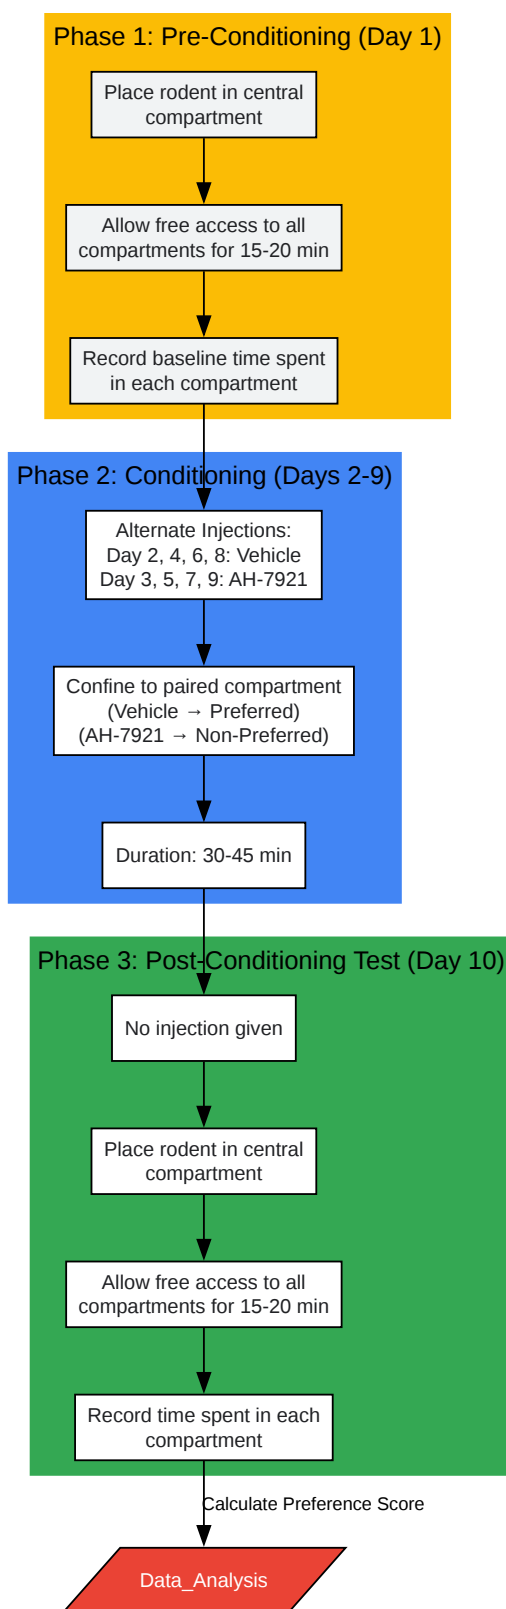 Phase 1: Pre-Conditioning (Day 1)
Place rodent in central
compartment
Allow free access to all
compartments for 15-20 min
Record baseline time spent
in each compartment
Phase 2: Conditioning (Days 2-9)
Alternate Injections:
Day 2, 4, 6, 8: Vehicle
Day 3, 5, 7, 9: AH-7921
Confine to paired compartment
(Vehicle → Preferred)
(AH-7921 → Non-Preferred)
Duration: 30-45 min
Phase 3: Post-Conditioning Test (Day 10)
No injection given
Place rodent in central
compartment
Allow free access to all
compartments for 15-20 min
Record time spent in each
compartment
Calculate Preference Score
Data_Analysis